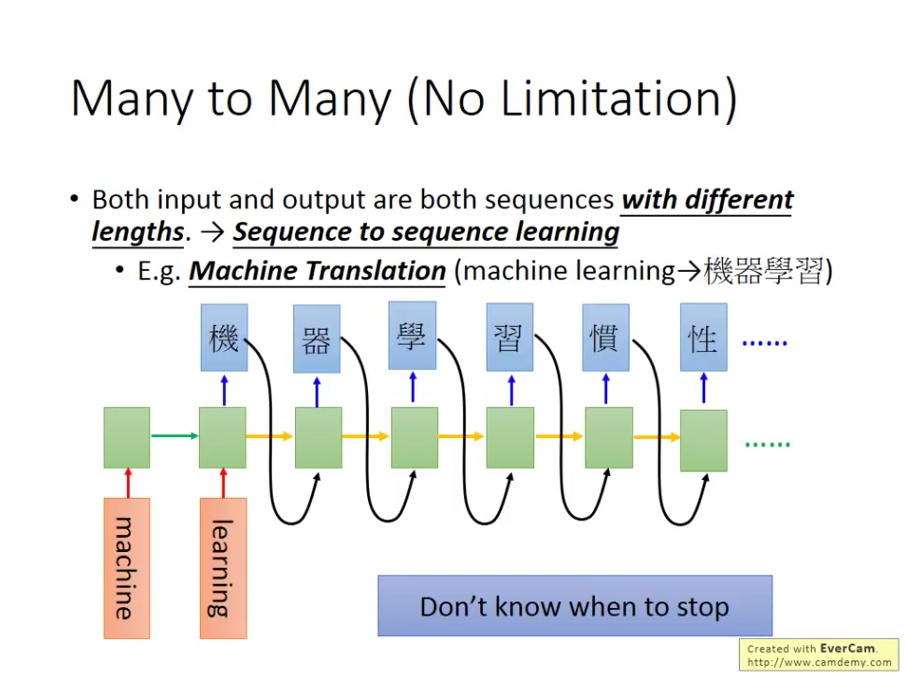 Many to Many (No Limitation)
• Both input and output are both sequences with different
lengths. → Sequence to sequence learning
• E.g. Machine Translation (machine learning→機器學習)
機 器 學 習 慣 性 ……
……
machine
learning
Don't know when to stop
Created with EverCam.
http://www.camdemy.com